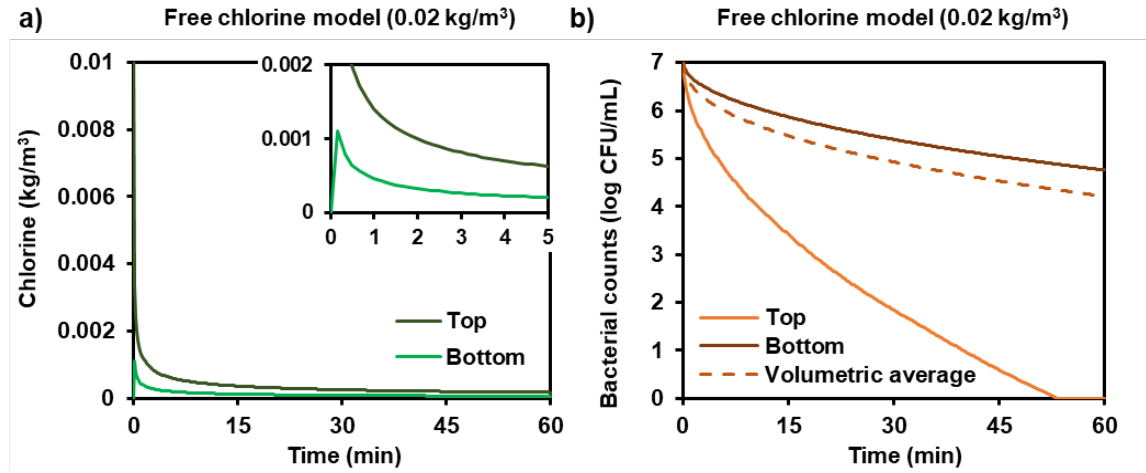 a)
Free chlorine model (0.02 kg/m³)
Chlorine (kg/m³)
0.01
0.008
0.006
0.004
0.002
0
0.002
0.001
0
0 1 2 3 4 5
Top
Bottom
0 15 30 45 60
Time (min)
b)
Free chlorine model (0.02 kg/m³)
Bacterial counts (log CFU/mL)
7
6
5
4
3
2
1
0
Top
Bottom
Volumetric average
0 15 30 45 60
Time (min)